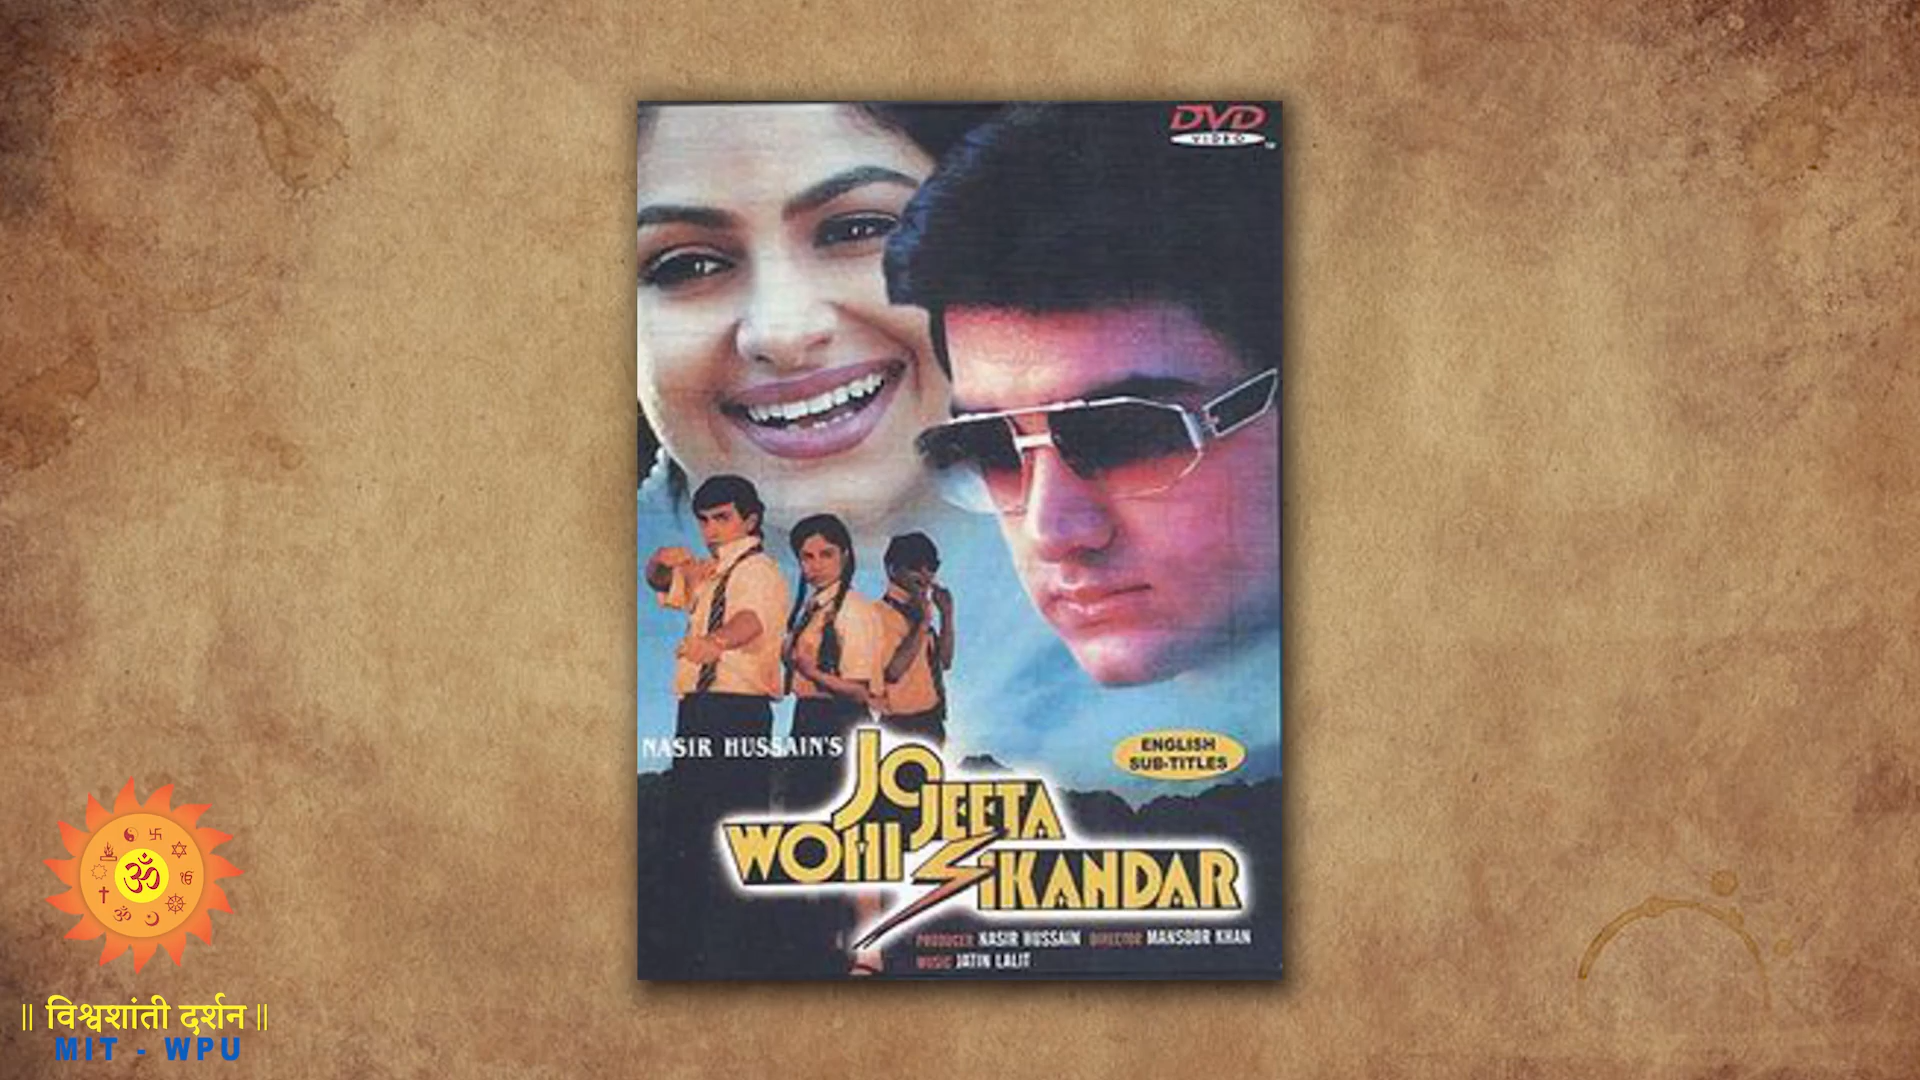 DVD
VIDEO
NASIR HUSSAIN'S
JO
JEETA
WOHI
SIKANDAR
ENGLISH
SUB-TITLES
PRODUCER NASIR HUSSAIN DIRECTOR MANSOOR KHAN
MUSIC JATIN LALIT
ॐ
|| विश्वशांती दर्शन ||
MIT - WPU